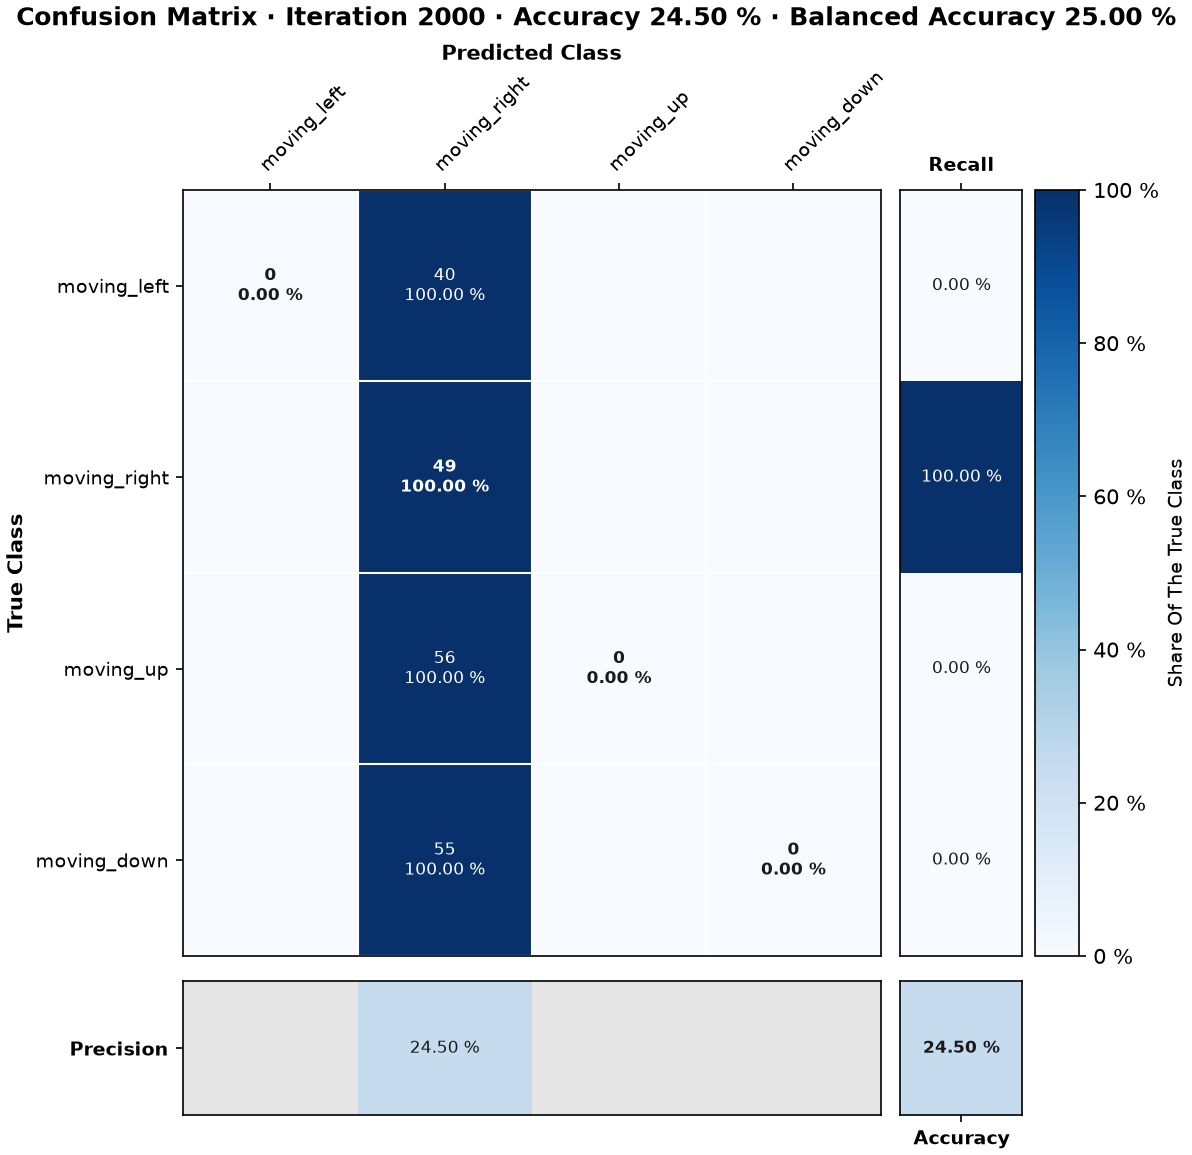 Confusion Matrix · Iteration 2000 · Accuracy 24.50 % · Balanced Accuracy 25.00 %
Predicted Class
moving_left
moving_right
moving_up
moving_down
Recall
True Class
moving_left
0
0.00 %
40
100.00 %
0.00 %
moving_right
49
100.00 %
100.00 %
moving_up
56
100.00 %
0
0.00 %
0.00 %
moving_down
55
100.00 %
0
0.00 %
0.00 %
100 %
80 %
60 %
40 %
20 %
0 %
Share Of The True Class
Precision
24.50 %
24.50 %
Accuracy